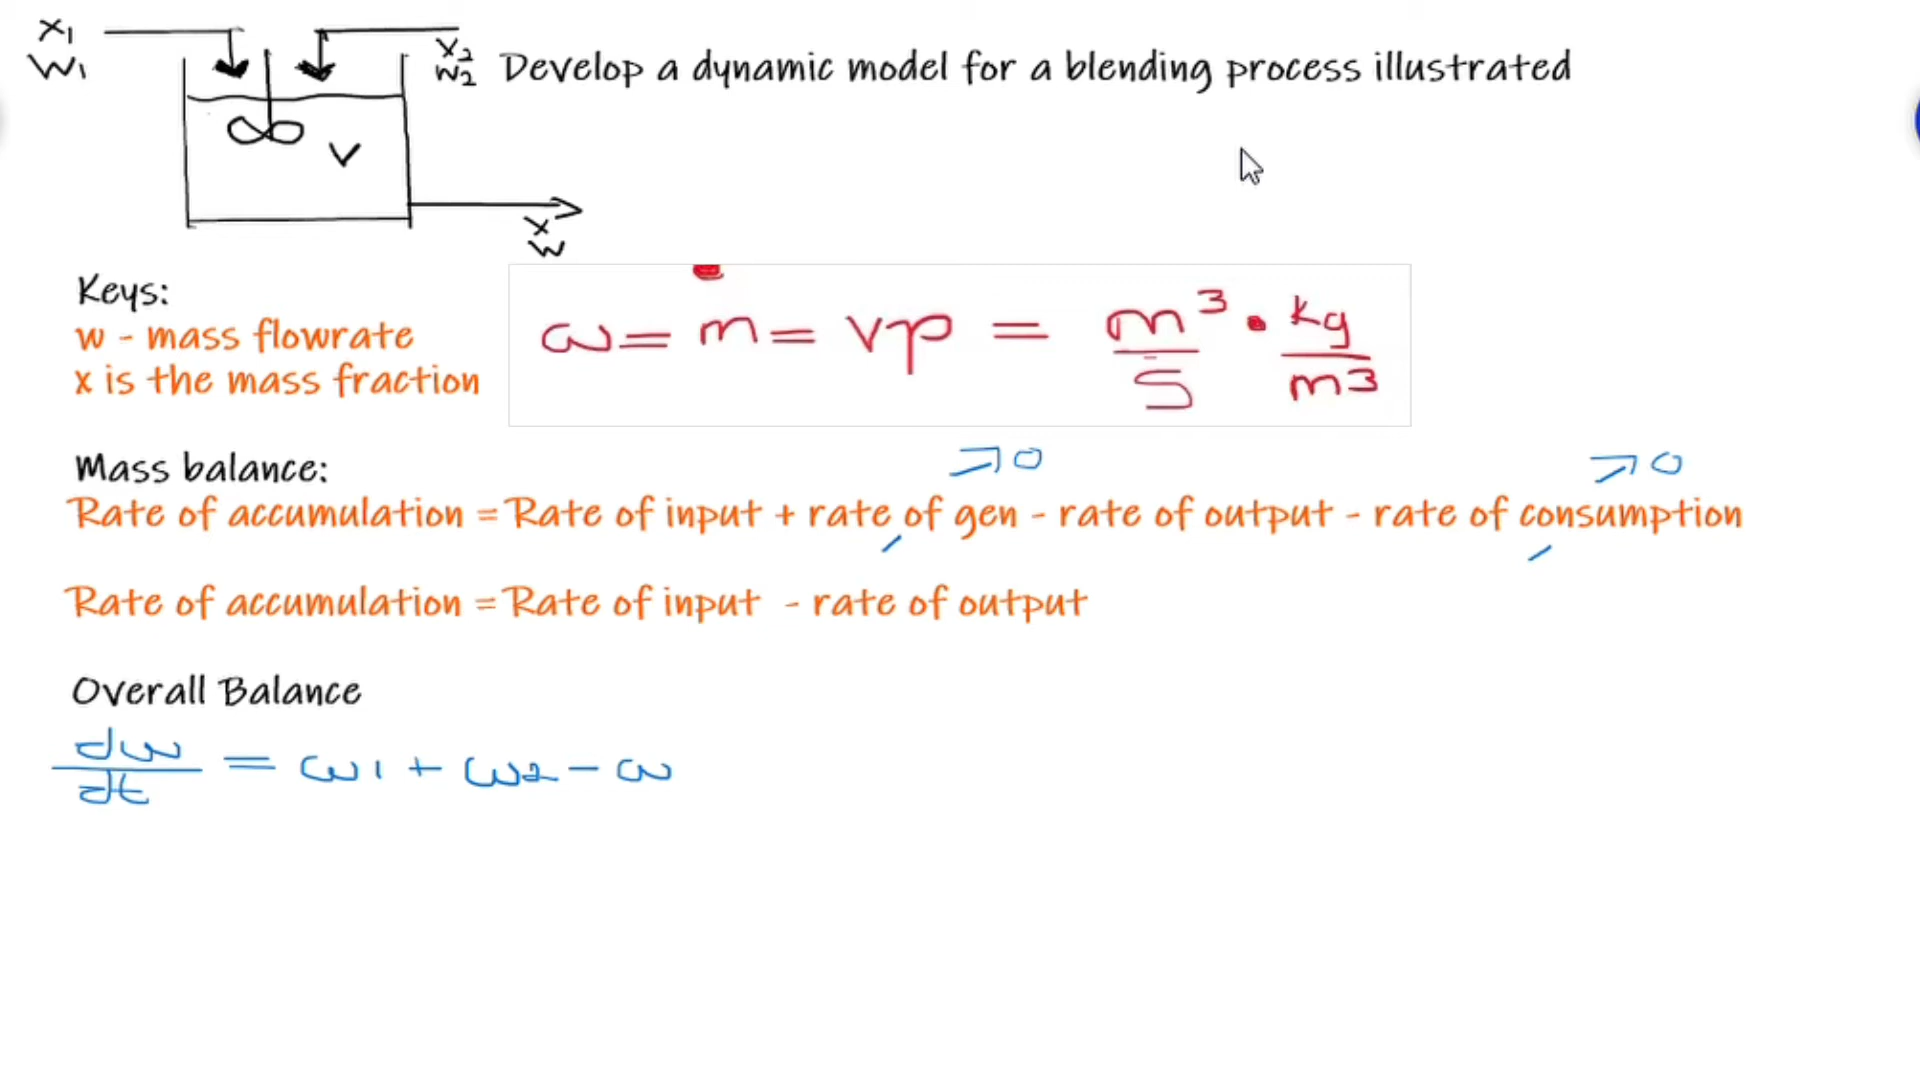 x1
w1
x2
w2
Develop a dynamic model for a blending process illustrated
V
x
w
Keys:
w - mass flowrate
x is the mass fraction
ω = ṁ = vρ = m³/s • kg/m³
Mass balance:
→0 →0
Rate of accumulation = Rate of input + rate of gen - rate of output - rate of consumption
Rate of accumulation = Rate of input - rate of output
Overall Balance
dw/dt = ω1 + ω2 - ω